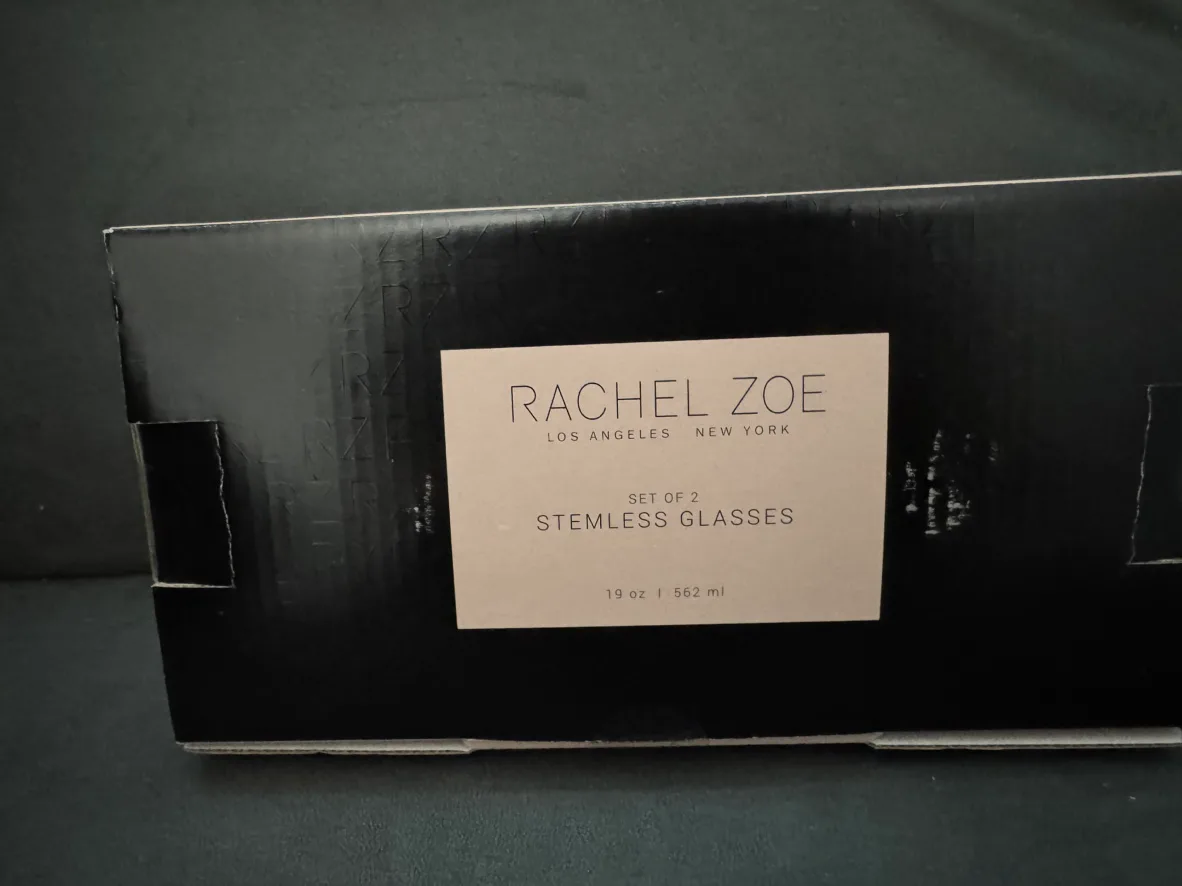 RACHEL ZOE
LOS ANGELES NEW YORK
SET OF 2
STEMLESS GLASSES
19 oz | 562 ml